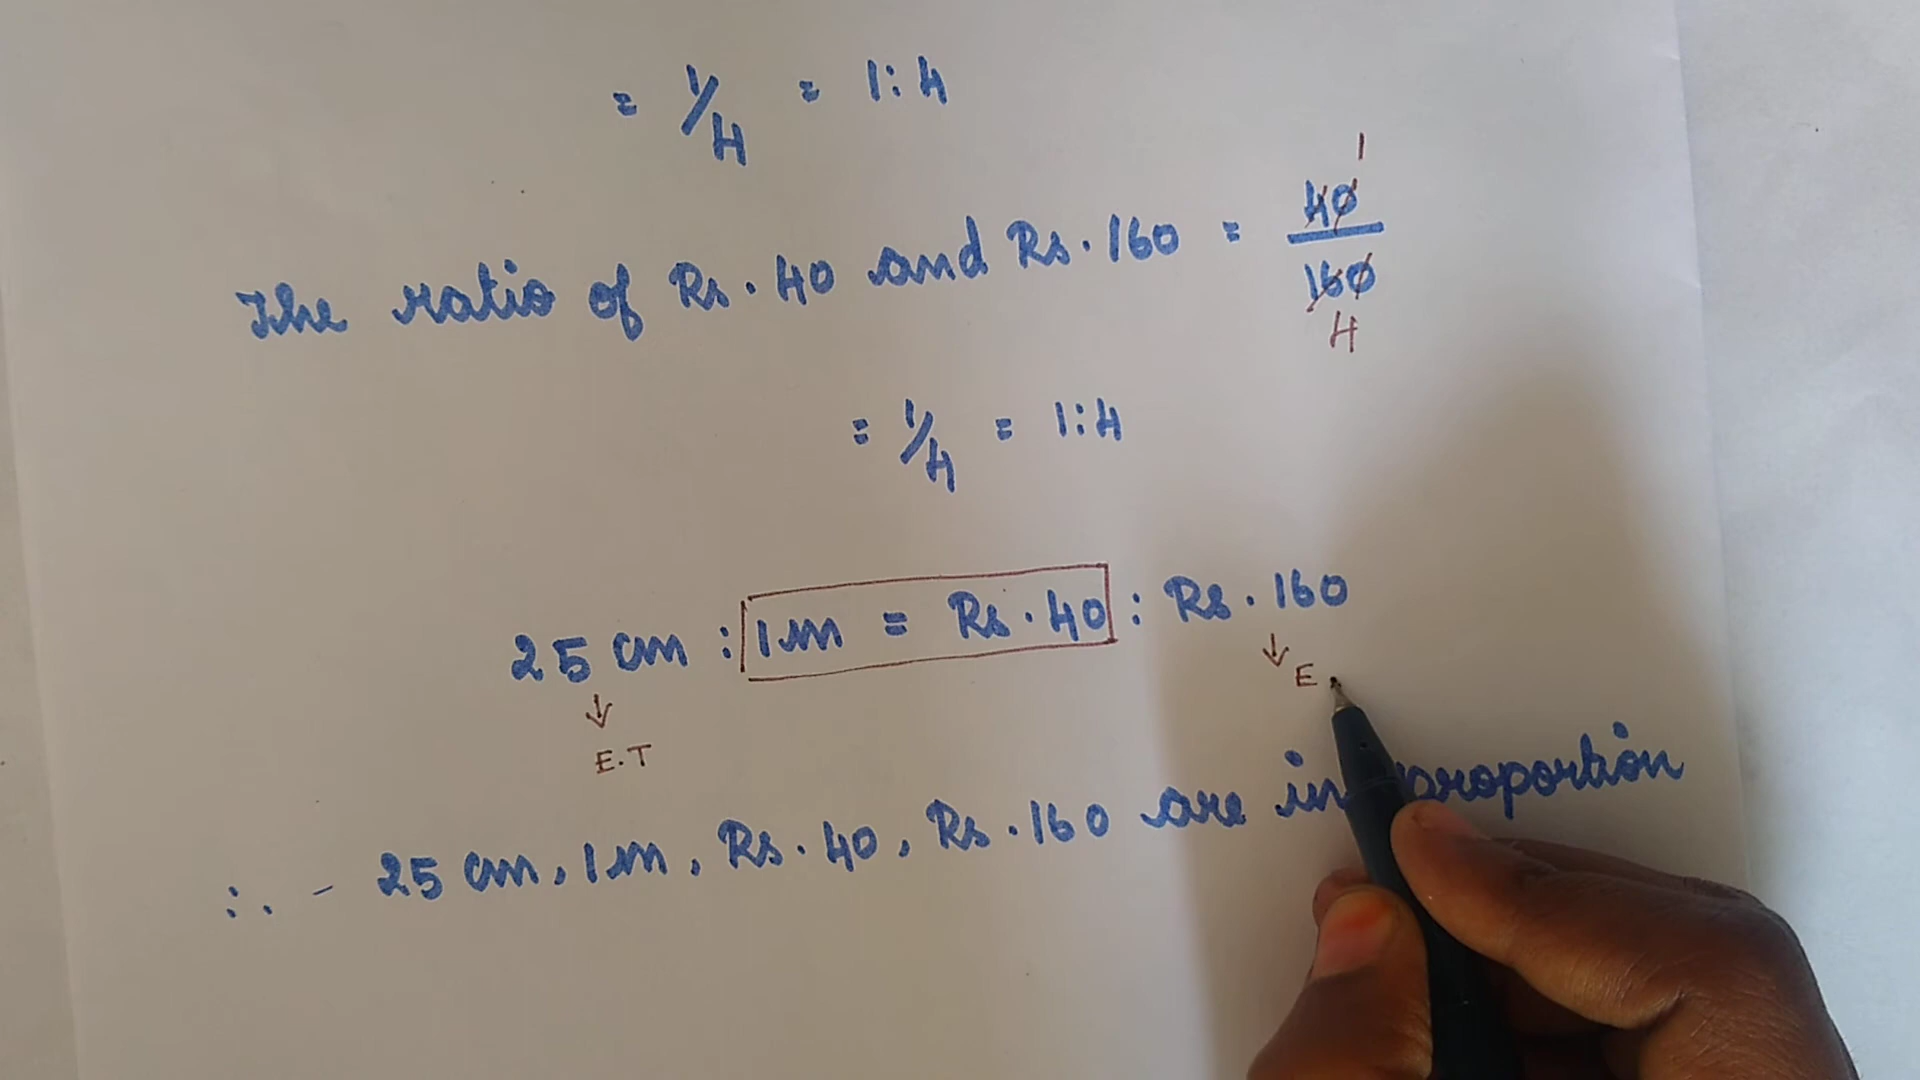 = 1/4 = 1:4
1
The ratio of Rs. 40 and Rs. 160 = 40/160
4
= 1/4 = 1:4
25 cm : 1m = Rs. 40 : Rs. 160
↓ ↓ E.
E.T
∴ - 25 cm, 1m, Rs. 40, Rs. 160 are in proportion